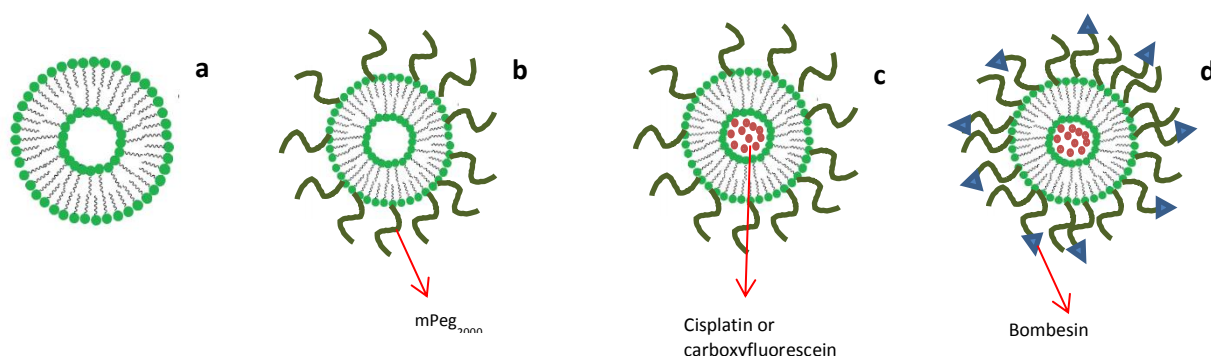 a
b
c
d
mPeg2000
Cisplatin or
carboxyfluorescein
Bombesin